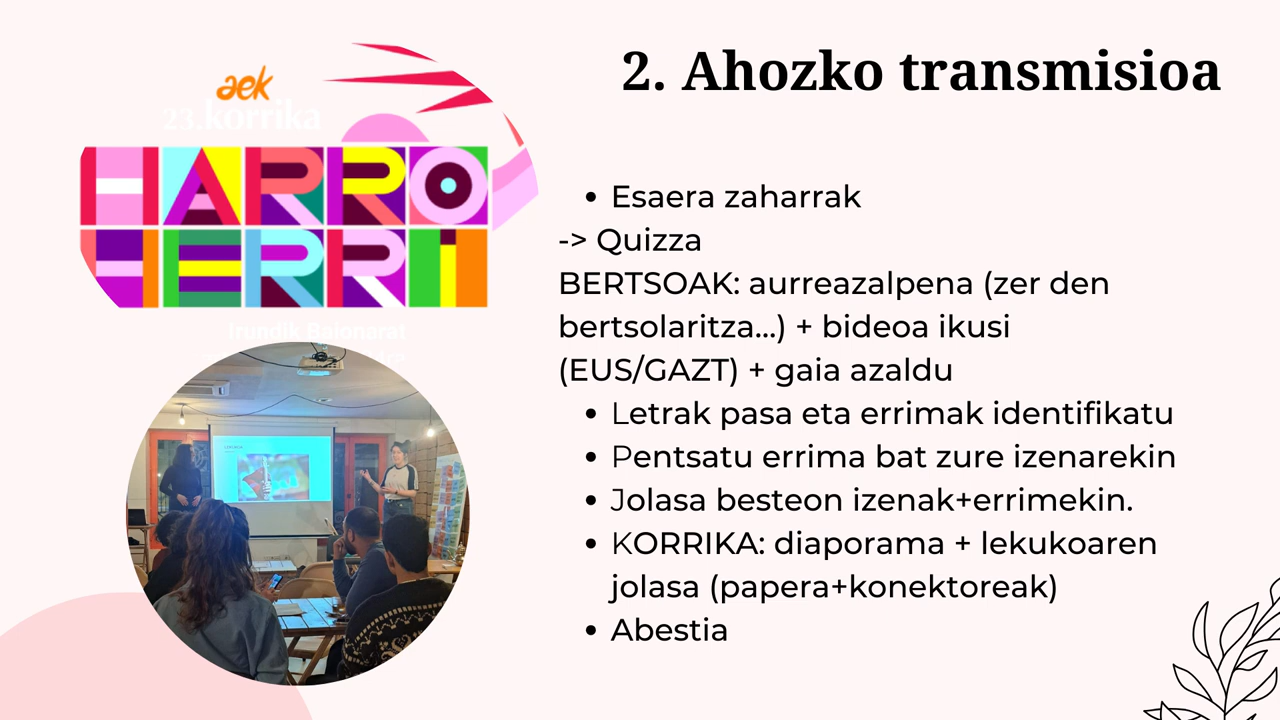 2. Ahozko transmisioa
aek
23.korrika
HARRO
HERRI
Irundik Baionarat
• Esaera zaharrak
-> Quizza
BERTSOAK: aurreazalpena (zer den
bertsolaritza...) + bideoa ikusi
(EUS/GAZT) + gaia azaldu
• Letrak pasa eta errimak identifikatu
• Pentsatu errima bat zure izenarekin
• Jolasa besteon izenak+errimekin.
• KORRIKA: diaporama + lekukoaren
jolasa (papera+konektoreak)
• Abestia